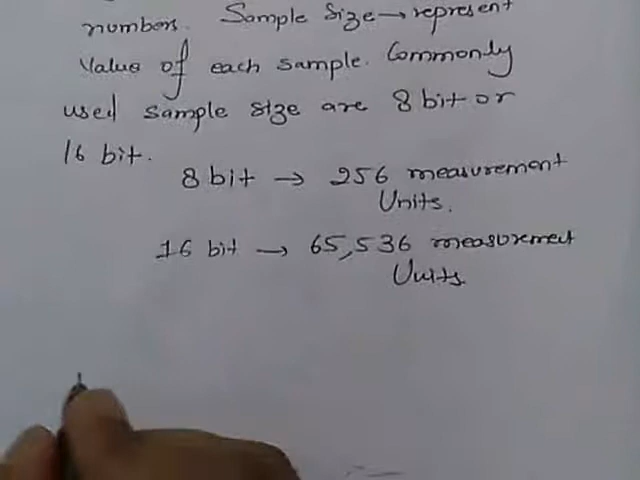 numbers. Sample Size → represent
Value of each sample. Commonly
used sample size are 8 bit or
16 bit.
8 bit → 256 measurement
Units.
16 bit → 65,536 measurement
Units.